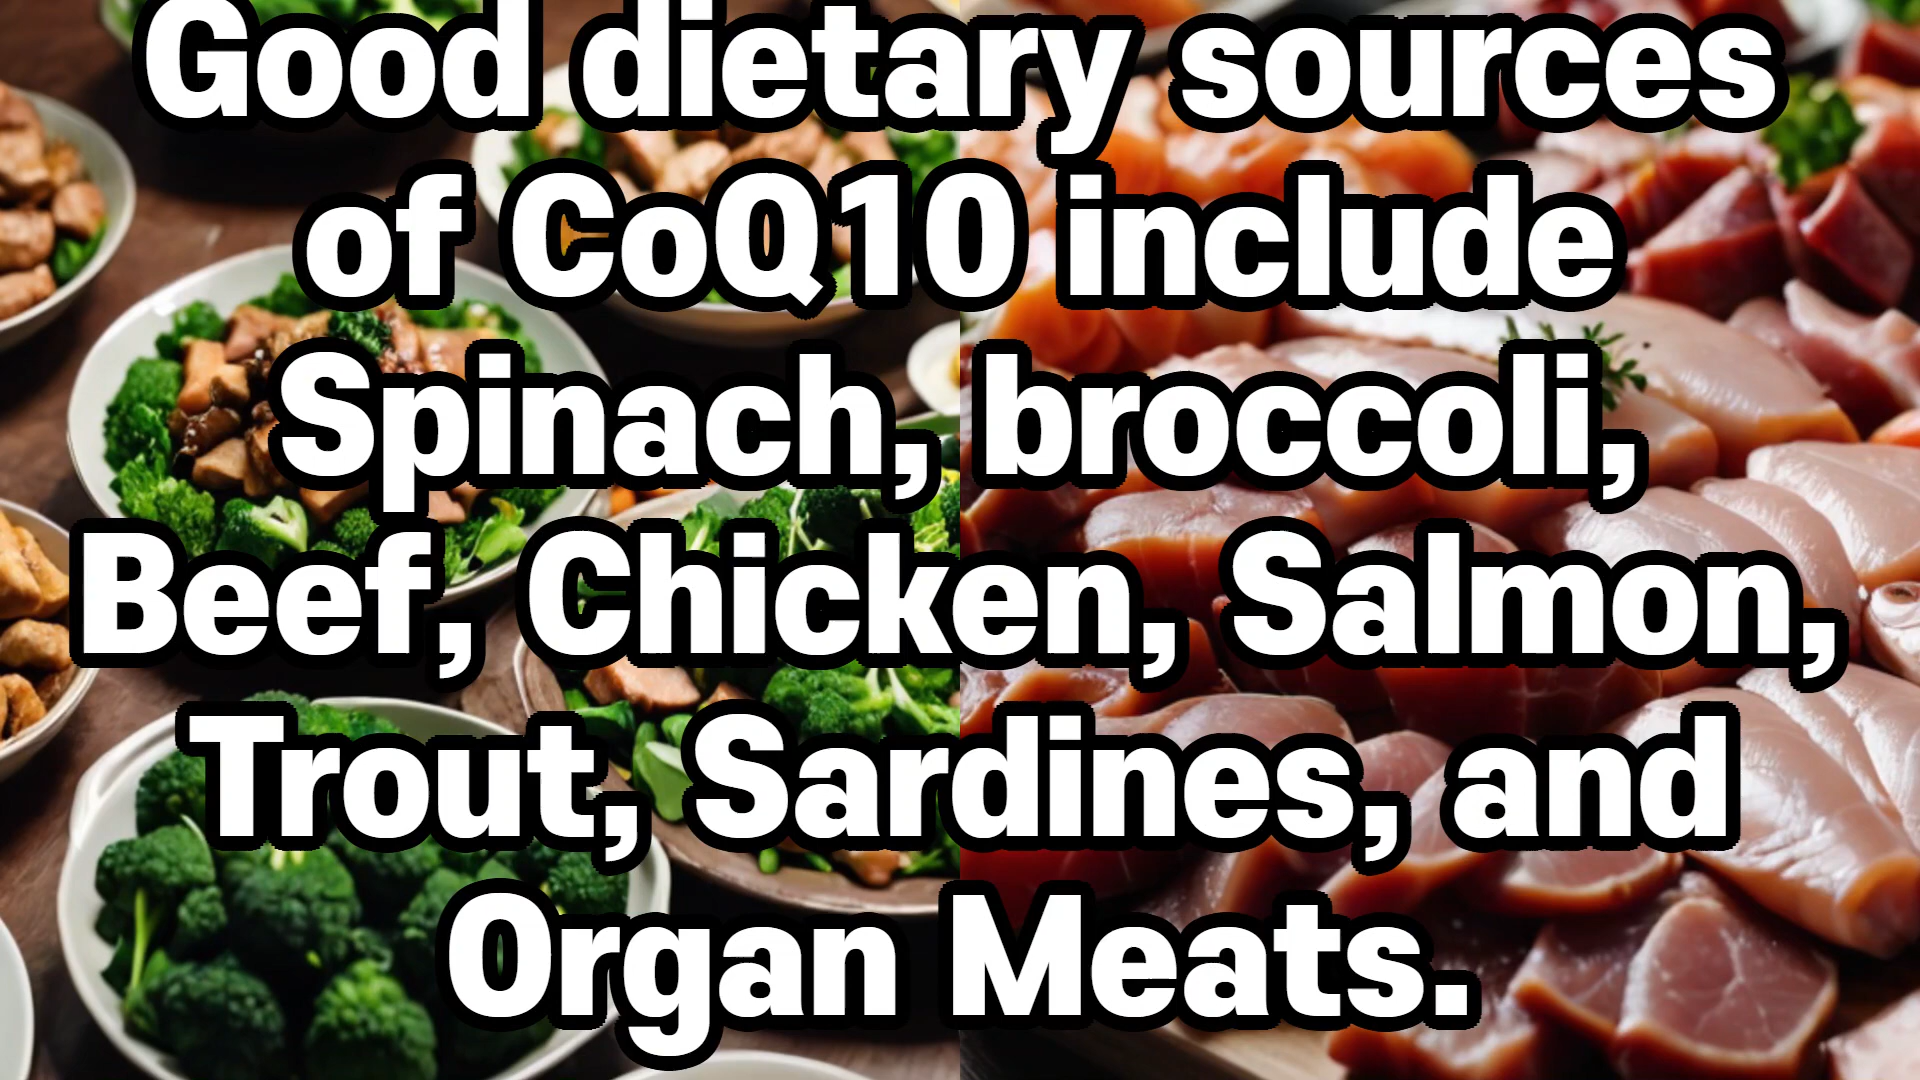 Good dietary sources
of CoQ10 include
Spinach, broccoli,
Beef, Chicken, Salmon,
Trout, Sardines, and
Organ Meats.